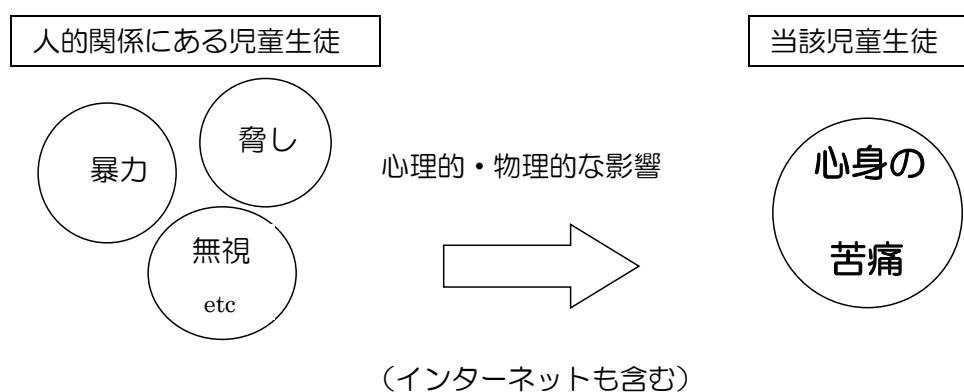 人的関係にある児童生徒
当該児童生徒
暴力
脅し
無視
etc
心理的・物理的な影響
（インターネットも含む）
心身の
苦痛